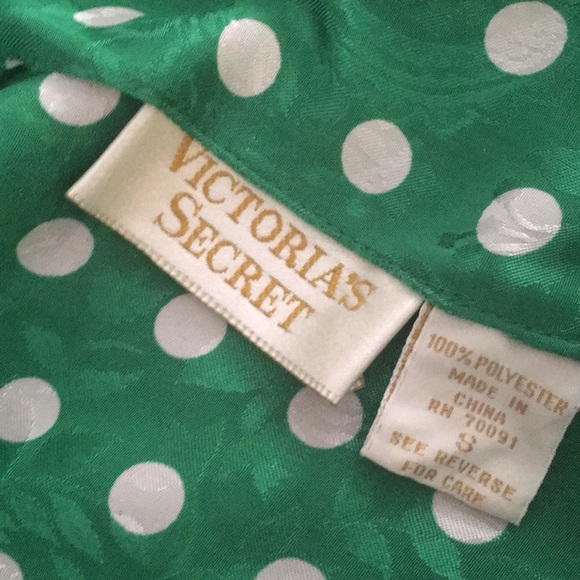 VICTORIA'S
SECRET
100% POLYESTER
MADE IN
CHINA
RN 70091
S
SEE REVERSE
FOR CARE